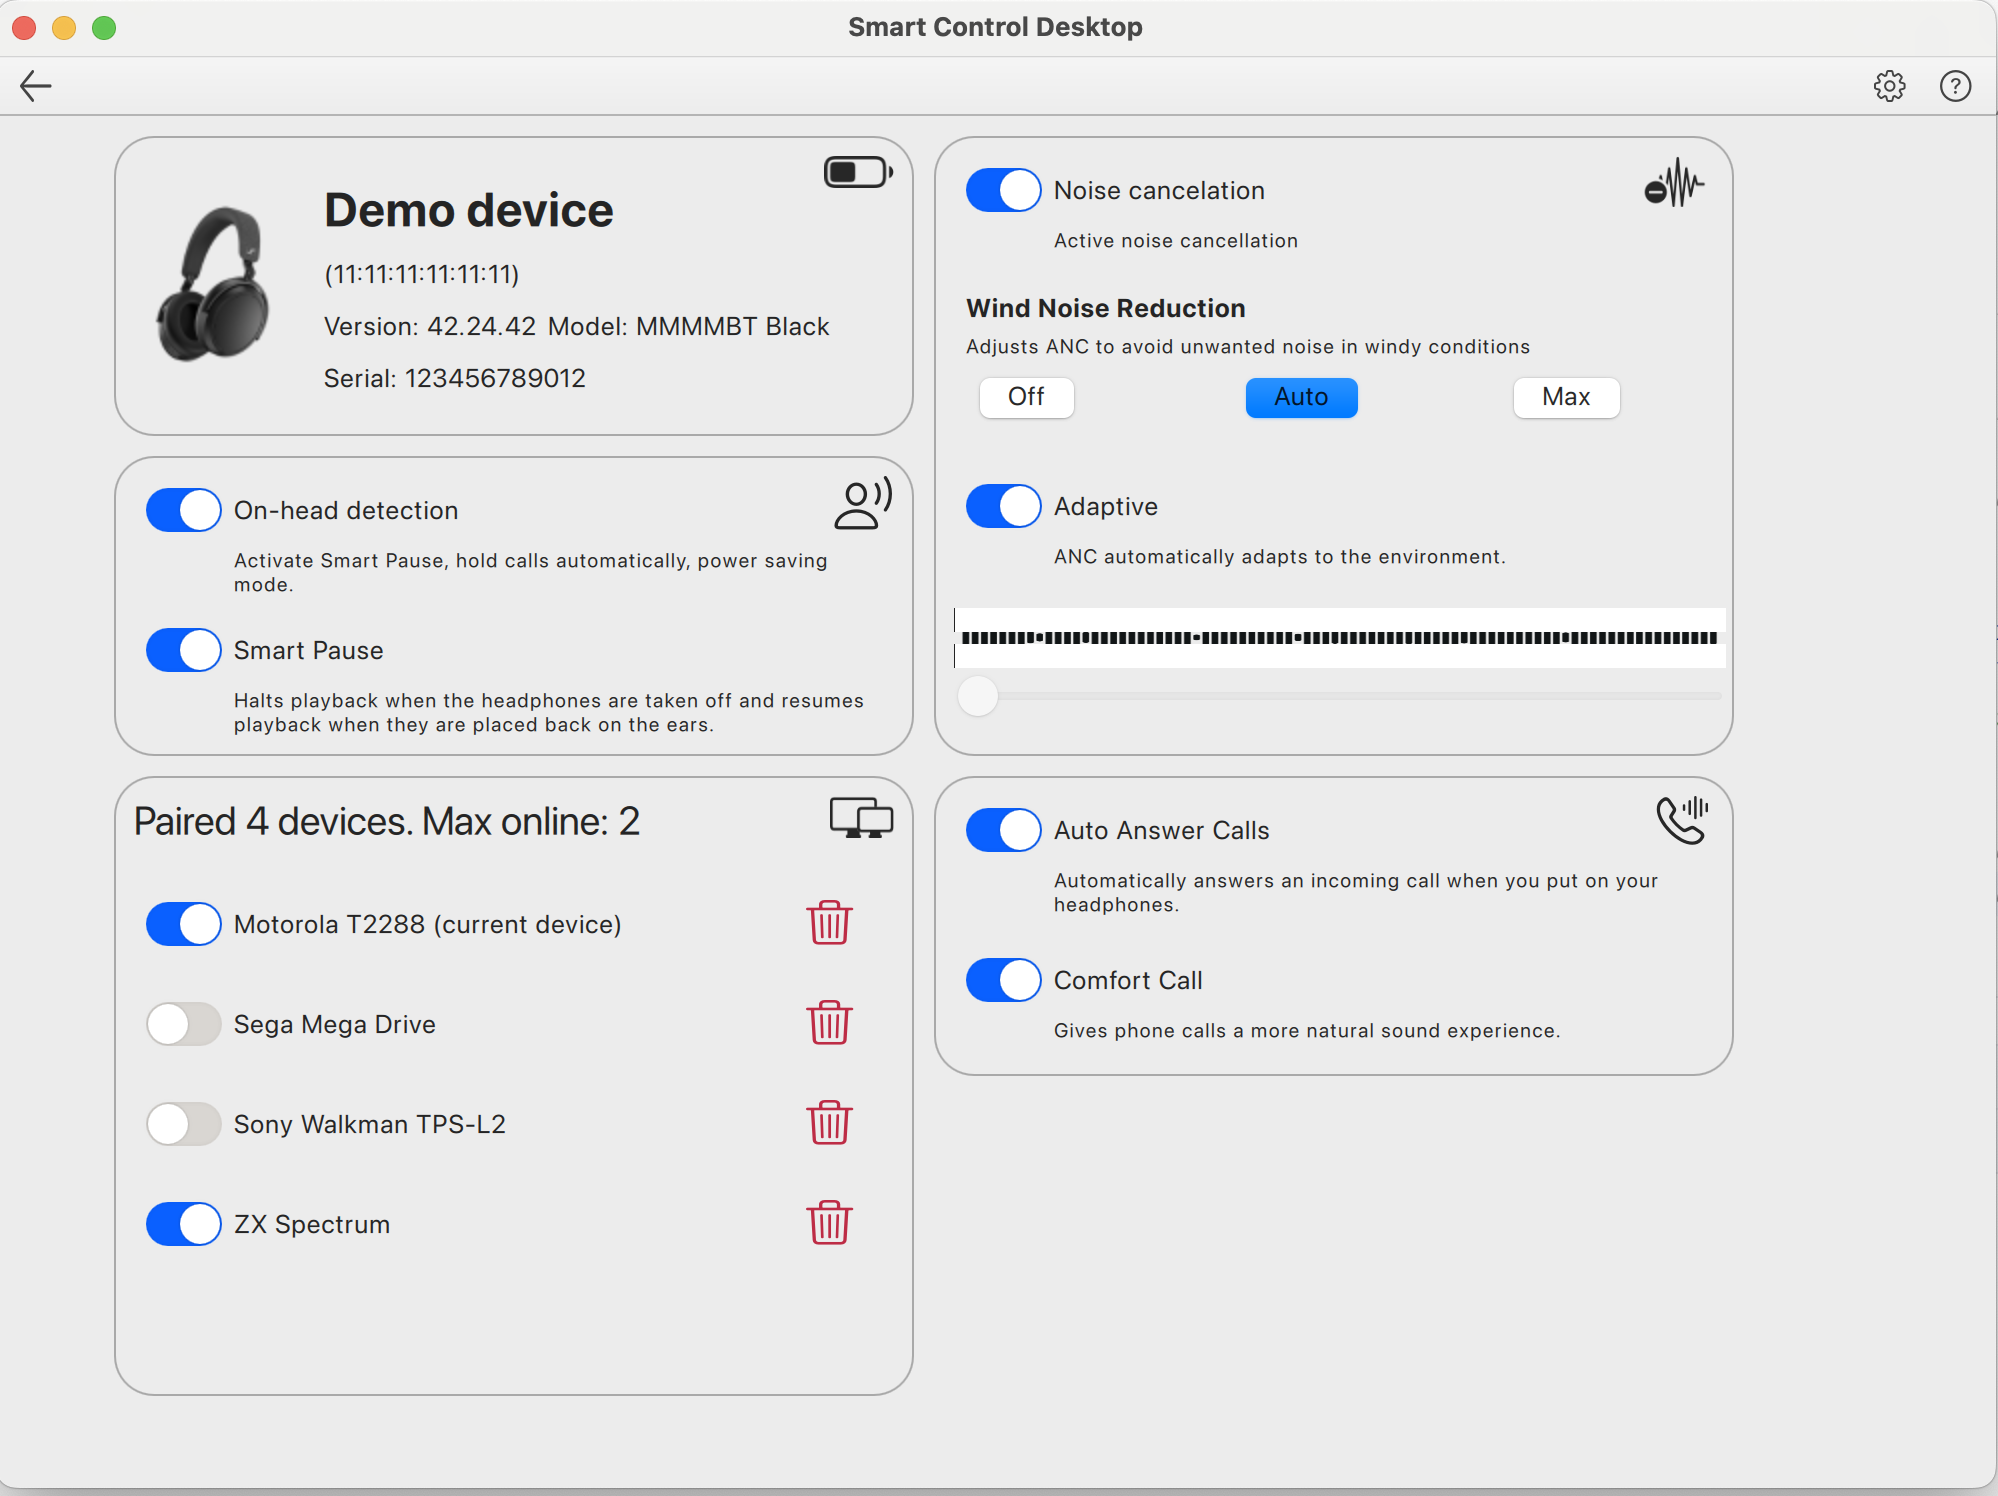 Smart Control Desktop
Demo device
(11:11:11:11:11:11)
Version: 42.24.42 Model: MMMMBT Black
Serial: 123456789012
On-head detection
Activate Smart Pause, hold calls automatically, power saving
mode.
Smart Pause
Halts playback when the headphones are taken off and resumes
playback when they are placed back on the ears.
Paired 4 devices. Max online: 2
Motorola T2288 (current device)
Sega Mega Drive
Sony Walkman TPS-L2
ZX Spectrum
Noise cancelation
Active noise cancellation
Wind Noise Reduction
Adjusts ANC to avoid unwanted noise in windy conditions
Off Auto Max
Adaptive
ANC automatically adapts to the environment.
Auto Answer Calls
Automatically answers an incoming call when you put on your
headphones.
Comfort Call
Gives phone calls a more natural sound experience.